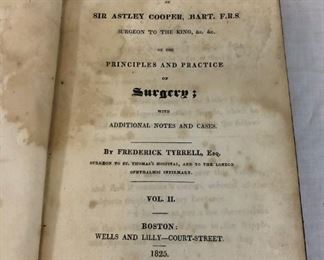 SIR ASTLEY COOPER, BART. F.R.S.
SURGEON TO THE KING, &c. &c.
ON THE
PRINCIPLES AND PRACTICE
OF
Surgery;
WITH
ADDITIONAL NOTES AND CASES.
BY FREDERICK TYRRELL, ESQ.
SURGEON TO ST. THOMAS'S HOSPITAL, AND TO THE LONDON
OPHTHALMIC INFIRMARY.
VOL. II.
BOSTON:
WELLS AND LILLY—COURT-STREET.
1825.